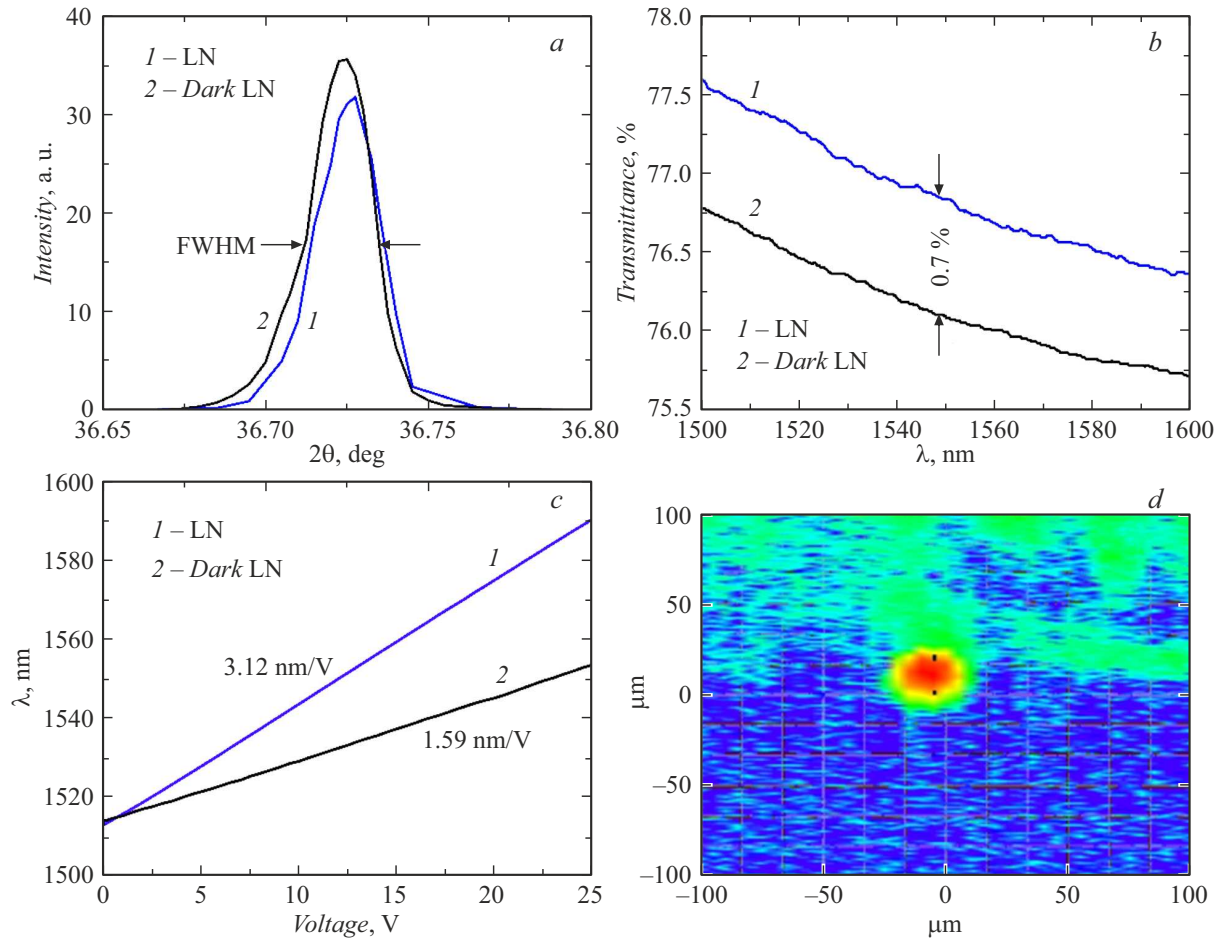 a
1 – LN
2 – Dark LN
FWHM
2
1
40
30
20
10
0
36.65
36.70
36.75
36.80
Intensity, a. u.
2θ, deg
b
1
2
0.7 %
1 – LN
2 – Dark LN
78.0
77.5
77.0
76.5
76.0
75.5
1500
1520
1540
1560
1580
1600
Transmittance, %
λ, nm
c
1 – LN
2 – Dark LN
1
3.12 nm/V
2
1.59 nm/V
1600
1580
1560
1540
1520
1500
0
5
10
15
20
25
λ, nm
Voltage, V
d
100
50
0
–50
–100
–100
–50
0
50
100
μm
μm